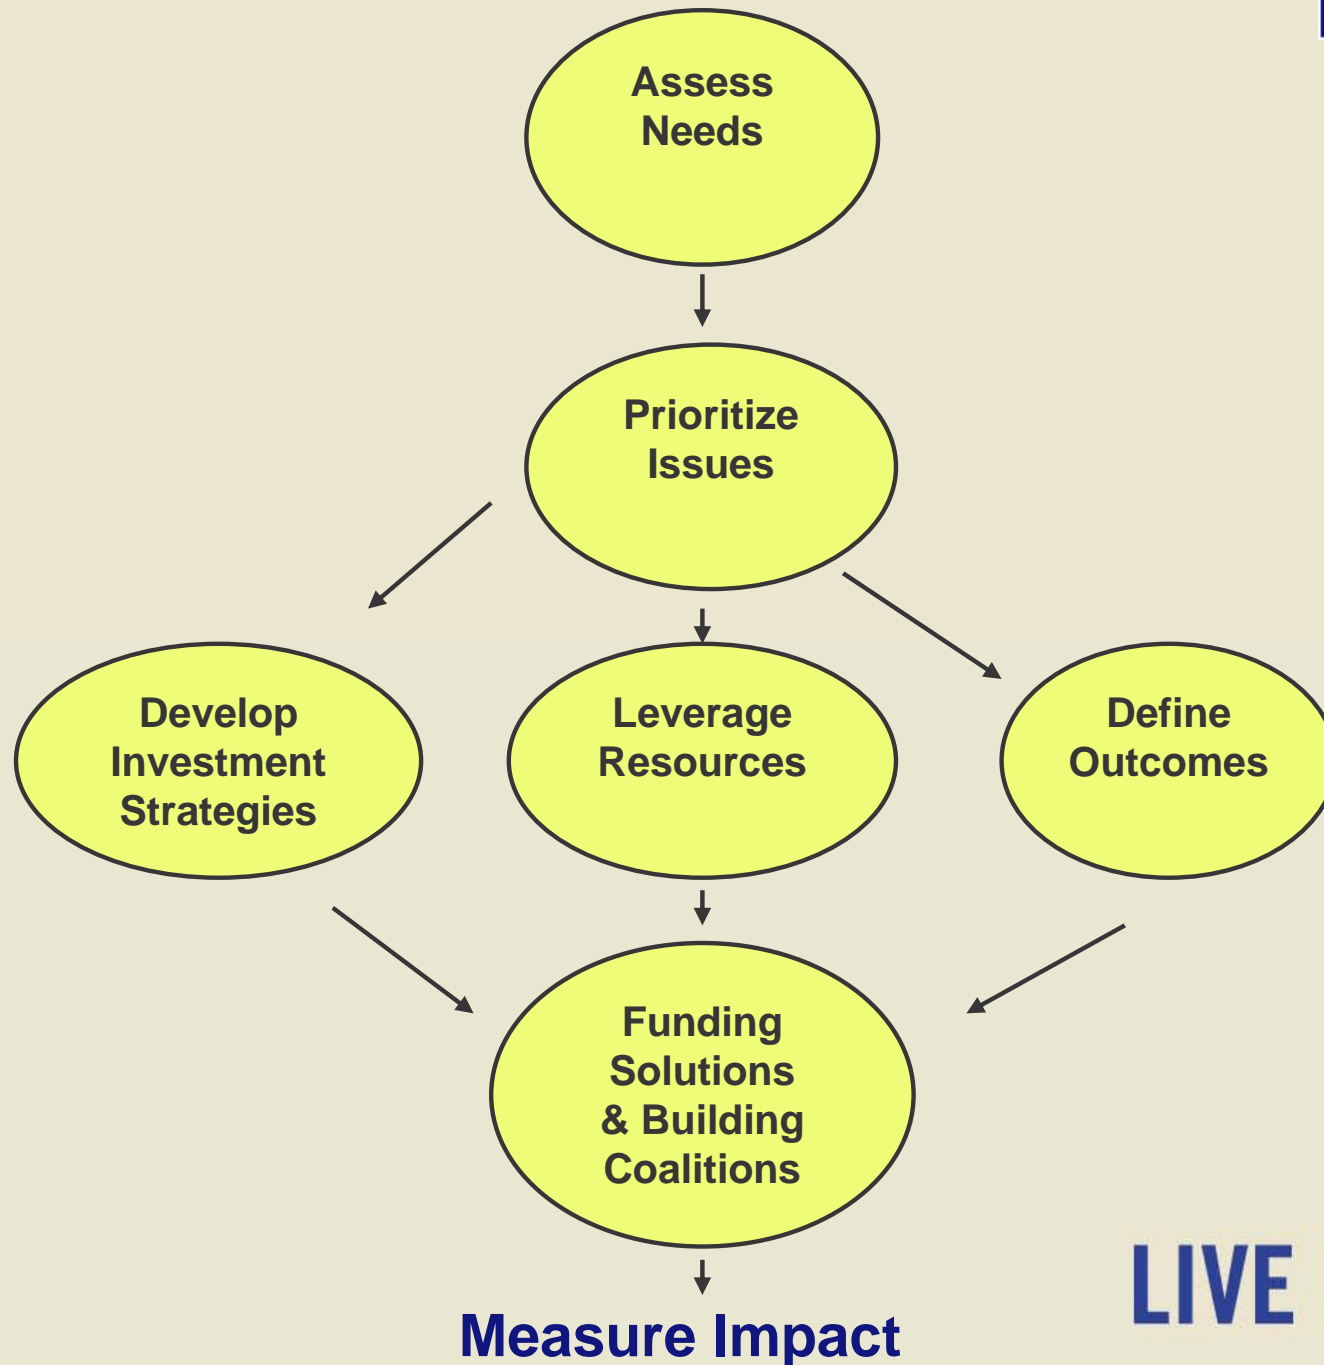 Assess
Needs
Prioritize
Issues
Develop
Investment
Strategies
Leverage
Resources
Define
Outcomes
Funding
Solutions
& Building
Coalitions
LIVE
Measure Impact